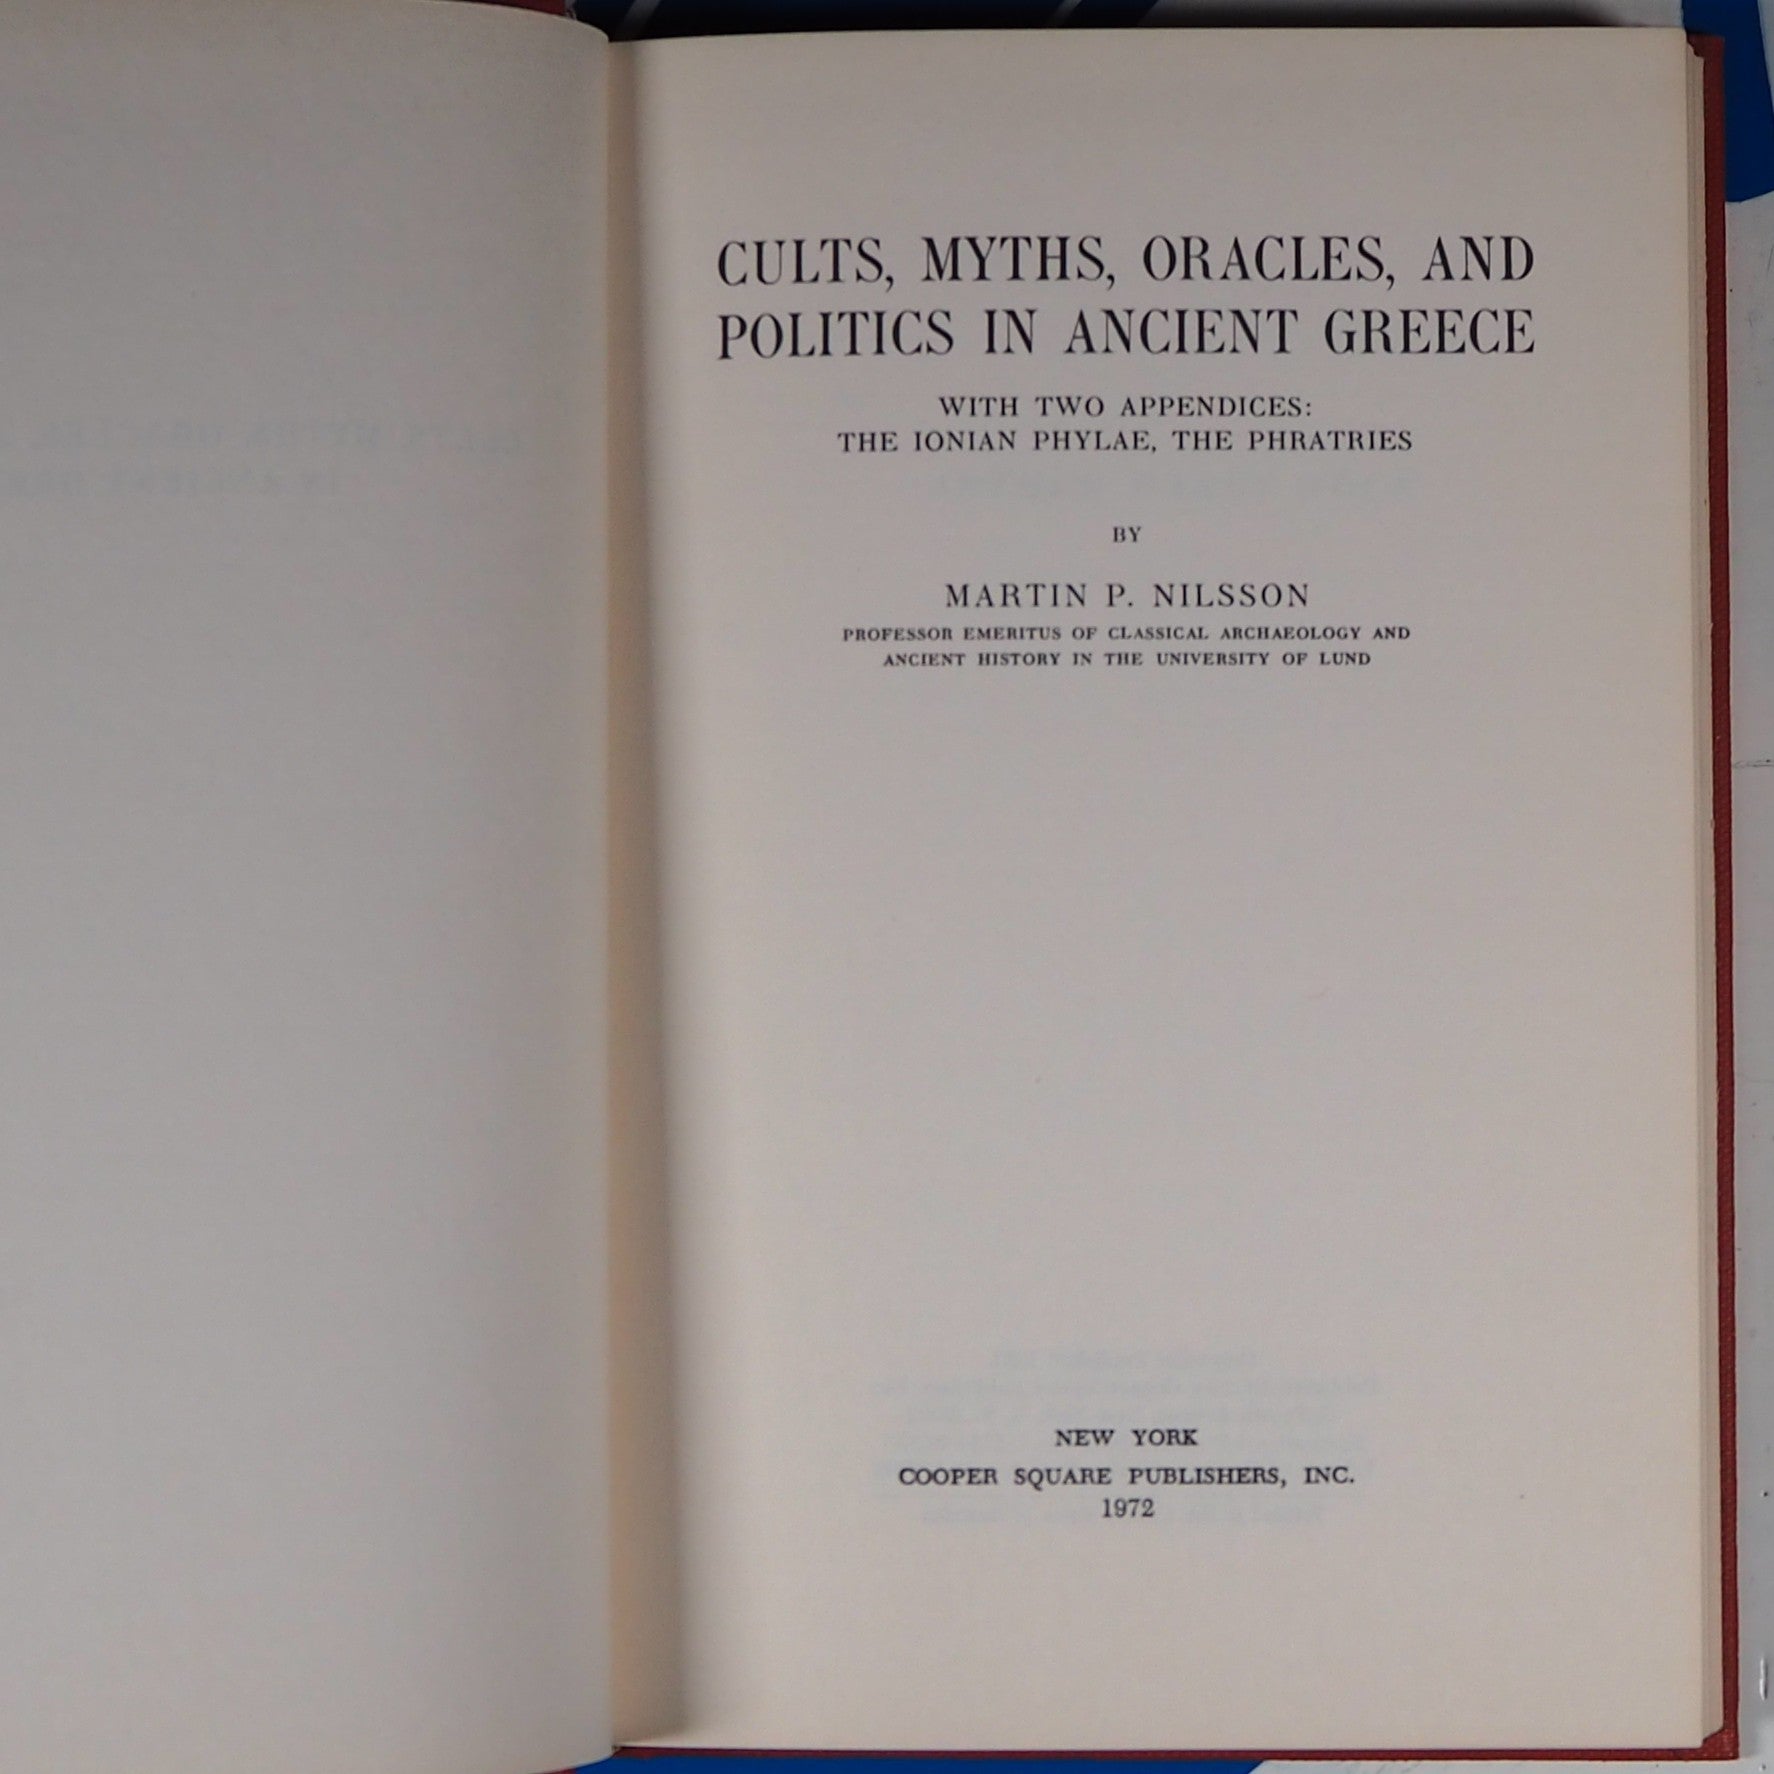 CULTS, MYTHS, ORACLES, AND
POLITICS IN ANCIENT GREECE
WITH TWO APPENDICES:
THE IONIAN PHYLAE, THE PHRATRIES
BY
MARTIN P. NILSSON
PROFESSOR EMERITUS OF CLASSICAL ARCHAEOLOGY AND
ANCIENT HISTORY IN THE UNIVERSITY OF LUND
NEW YORK
COOPER SQUARE PUBLISHERS, INC.
1972